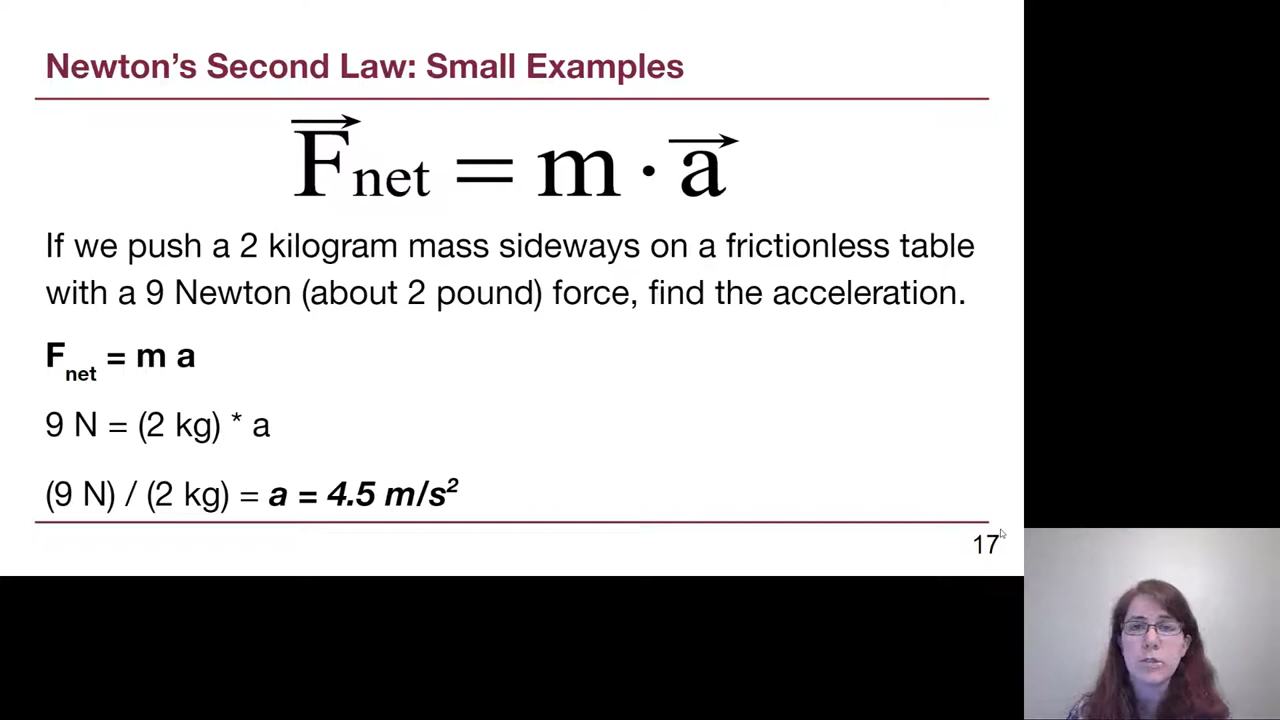 Newton’s Second Law: Small Examples
Fnet = m · a
If we push a 2 kilogram mass sideways on a frictionless table
with a 9 Newton (about 2 pound) force, find the acceleration.
Fnet = m a
9 N = (2 kg) * a
(9 N) / (2 kg) = a = 4.5 m/s²
17